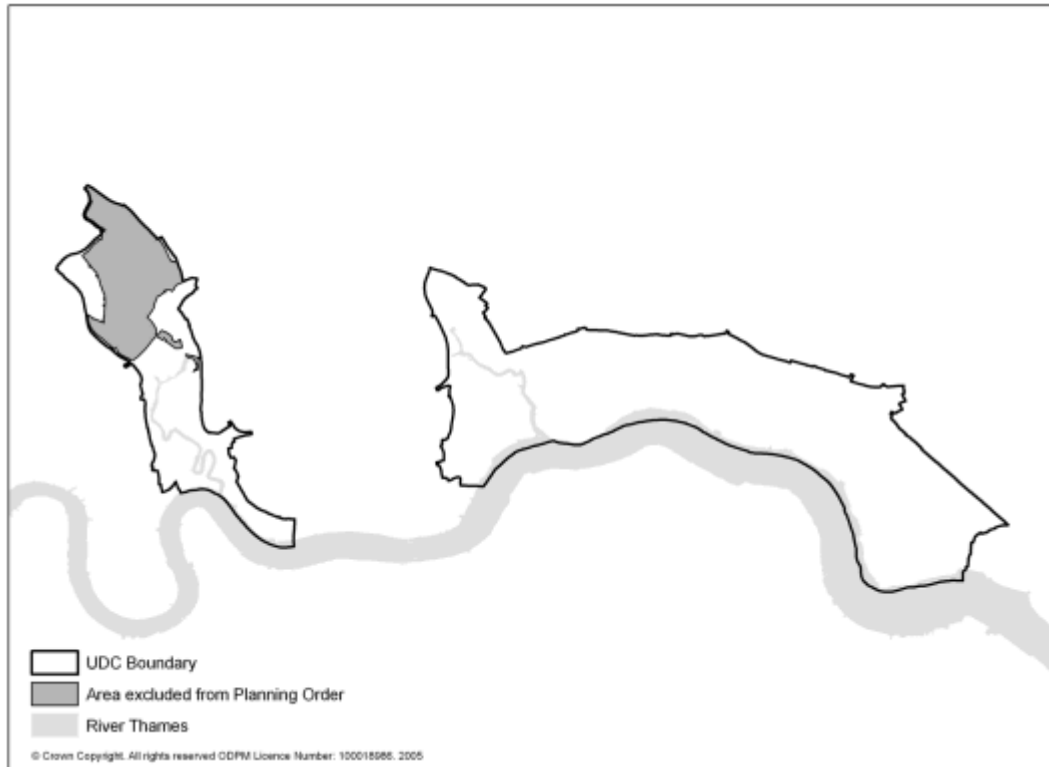 UDC Boundary
Area excluded from Planning Order
River Thames
© Crown Copyright. All rights reserved ODPM Licence Number: 100018986. 2005